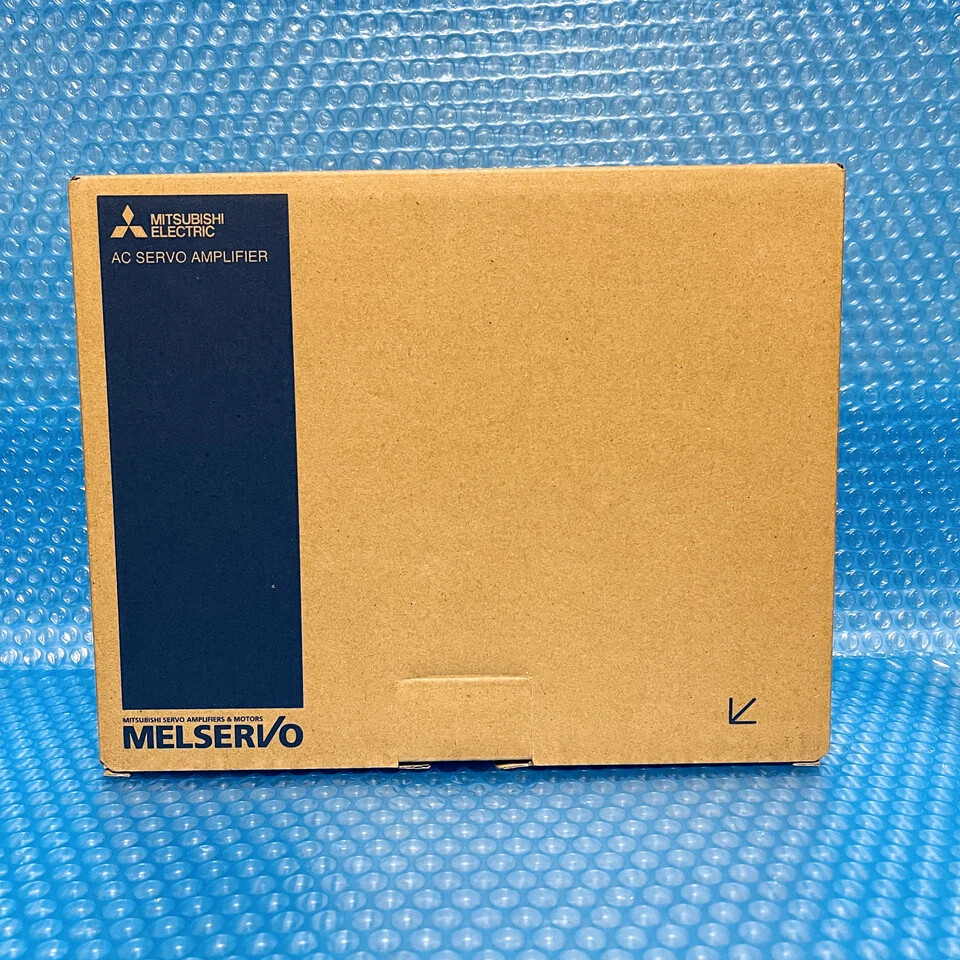 MITSUBISHI
ELECTRIC
AC SERVO AMPLIFIER
MITSUBISHI SERVO AMPLIFIERS & MOTORS
MELSERVO